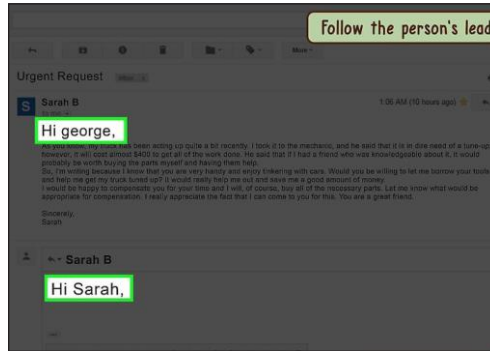 Follow the person's lead
More
Urgent Request
Sarah B
1:06 AM (10 hours ago)
Hi george,
As you know, my truck has been acting up quite a bit recently. I took it to the mechanic, and he said that it is in dire need of a tune-up
however, it will cost almost $400 to get all of the work done. He said that if I had a friend who was knowledgeable about it, it would
probably be worth buying the parts myself and having them help.
So, I'm writing because I know that you are very handy and enjoy tinkering with cars. Would you be willing to let me borrow your tools
and help me get my truck tuned up? It would really help me out and save me a good amount of money.
I would be happy to compensate you for your time and I will, of course, buy all of the necessary parts. Let me know what would be
appropriate for compensation. I really appreciate the fact that I can come to you for this. You are a great friend.
Sincerely,
Sarah
Sarah B
Hi Sarah,